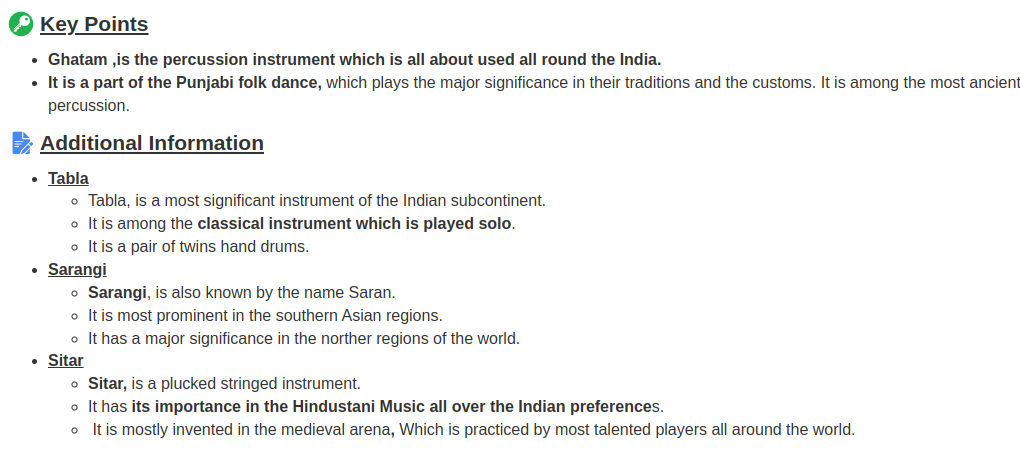 Key Points
Ghatam ,is the percussion instrument which is all about used all round the India.
It is a part of the Punjabi folk dance, which plays the major significance in their traditions and the customs. It is among the most ancient
percussion.
Additional Information
Tabla
Tabla, is a most significant instrument of the Indian subcontinent.
It is among the classical instrument which is played solo.
It is a pair of twins hand drums.
Sarangi
Sarangi, is also known by the name Saran.
It is most prominent in the southern Asian regions.
It has a major significance in the norther regions of the world.
Sitar
Sitar, is a plucked stringed instrument.
It has its importance in the Hindustani Music all over the Indian preferences.
It is mostly invented in the medieval arena, Which is practiced by most talented players all around the world.